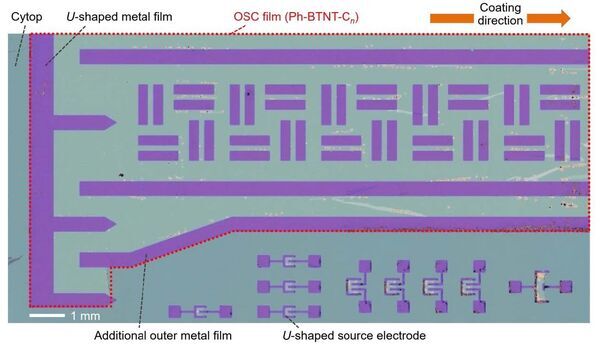 Cytop
U-shaped metal film
OSC film (Ph-BTNT-Cn)
Coating
direction
1 mm
Additional outer metal film
U-shaped source electrode